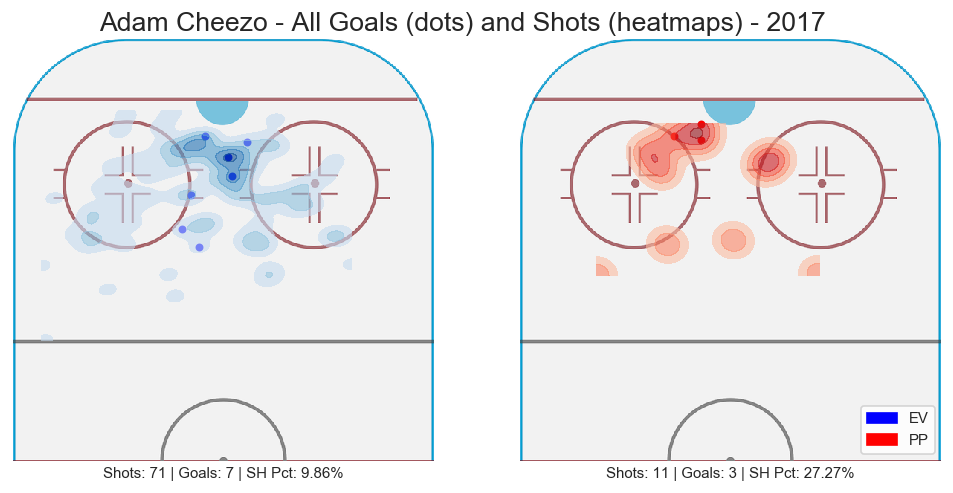 Adam Cheezo - All Goals (dots) and Shots (heatmaps) - 2017
EV
PP
Shots: 71 | Goals: 7 | SH Pct: 9.86%
Shots: 11 | Goals: 3 | SH Pct: 27.27%